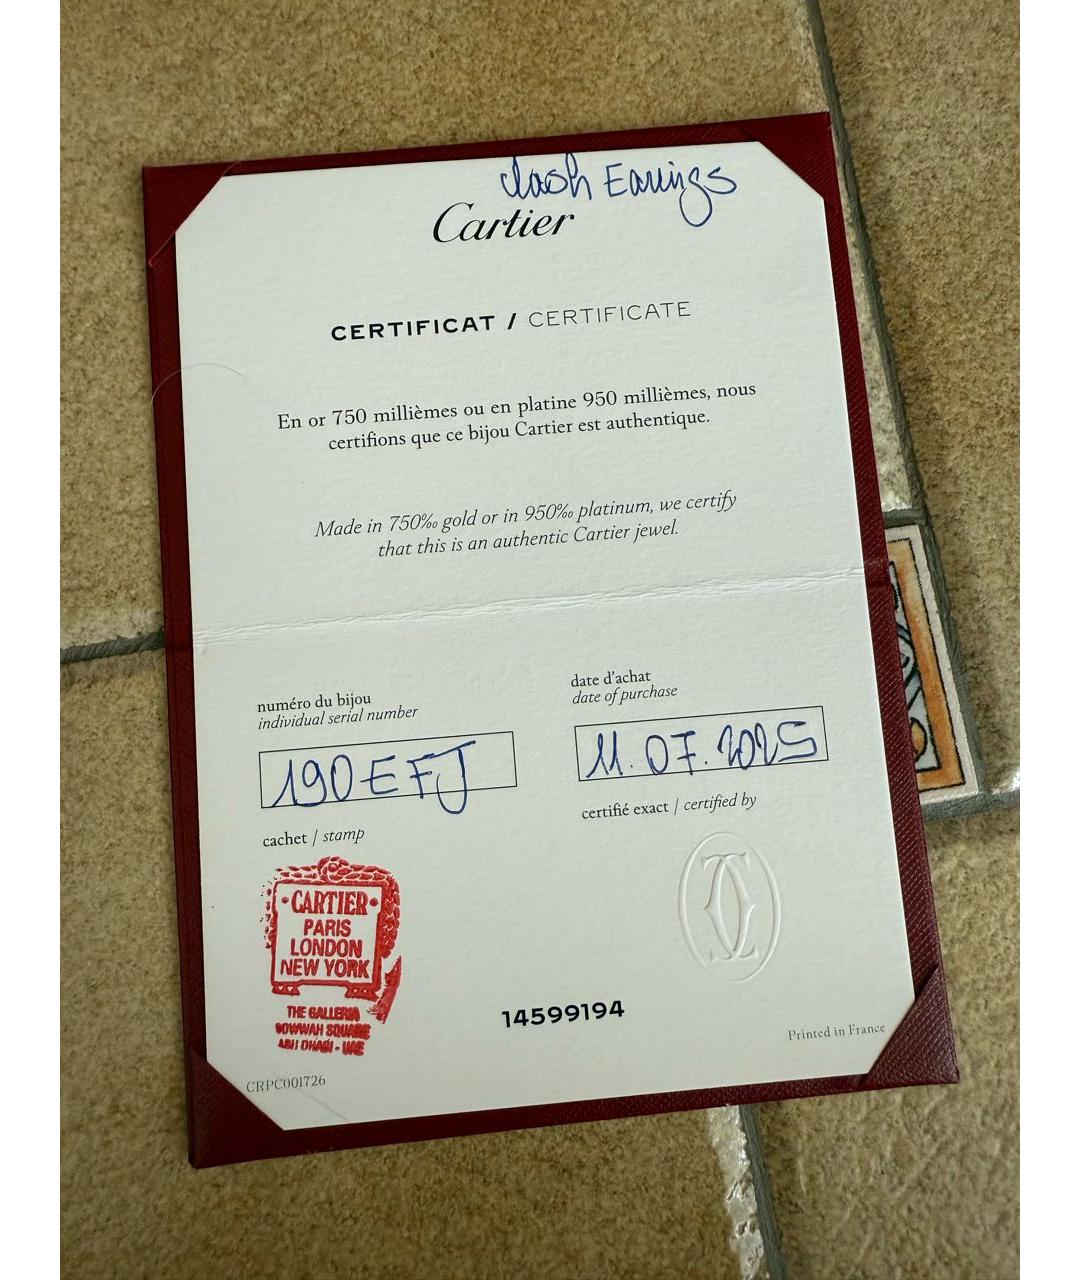 Clash Earrings
Cartier
CERTIFICAT / CERTIFICATE
En or 750 millièmes ou en platine 950 millièmes, nous
certifions que ce bijou Cartier est authentique.
Made in 750‰ gold or in 950‰ platinum, we certify
that this is an authentic Cartier jewel.
numéro du bijou
individual serial number
date d'achat
date of purchase
190EFJ
11.07.2025
cachet / stamp
certifié exact / certified by
CARTIER
PARIS
LONDON
NEW YORK
THE GALLERIA
SOWWAH SQUARE
ABU DHABI - UAE
14599194
Printed in France
CRPC001726